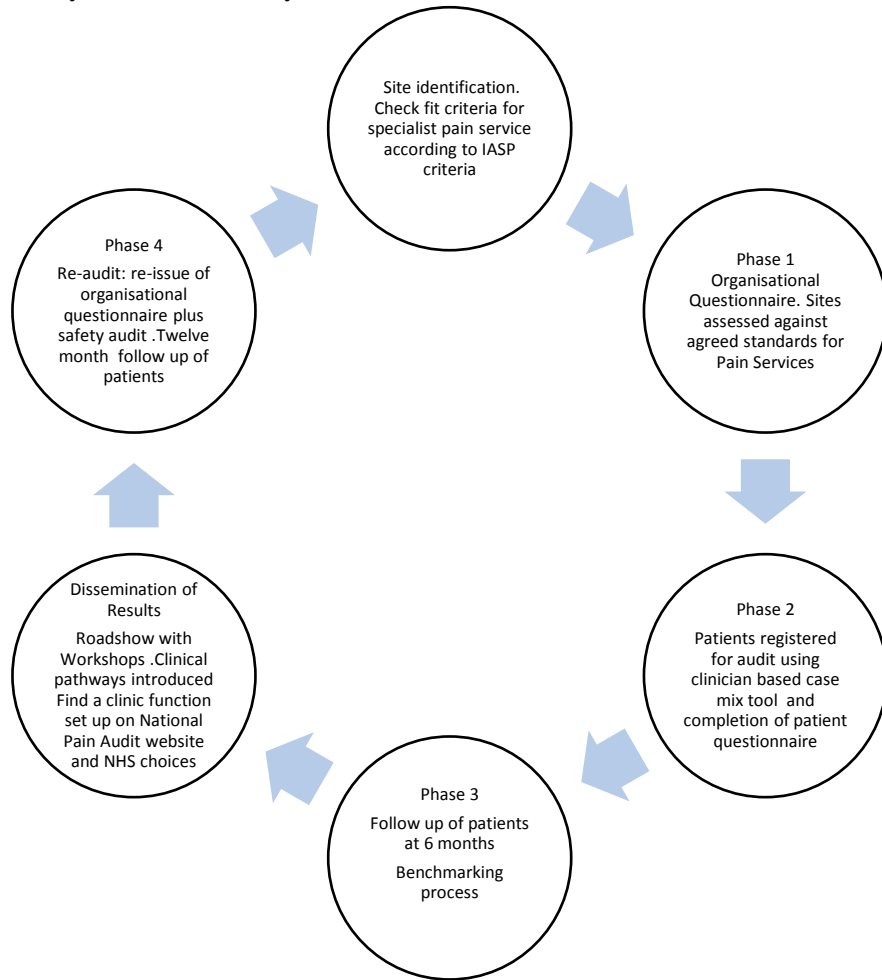 Site identification.
Check fit criteria for
specialist pain service
according to IASP
criteria
Phase 1
Organisational
Questionnaire. Sites
assessed against
agreed standards for
Pain Services
Phase 2
Patients registered
for audit using
clinician based case
mix tool and
completion of patient
questionnaire
Phase 3
Follow up of patients
at 6 months
Benchmarking
process
Dissemination of
Results
Roadshow with
Workshops .Clinical
pathways introduced
Find a clinic function
set up on National
Pain Audit website
and NHS choices
Phase 4
Re-audit: re-issue of
organisational
questionnaire plus
safety audit .Twelve
month follow up of
patients